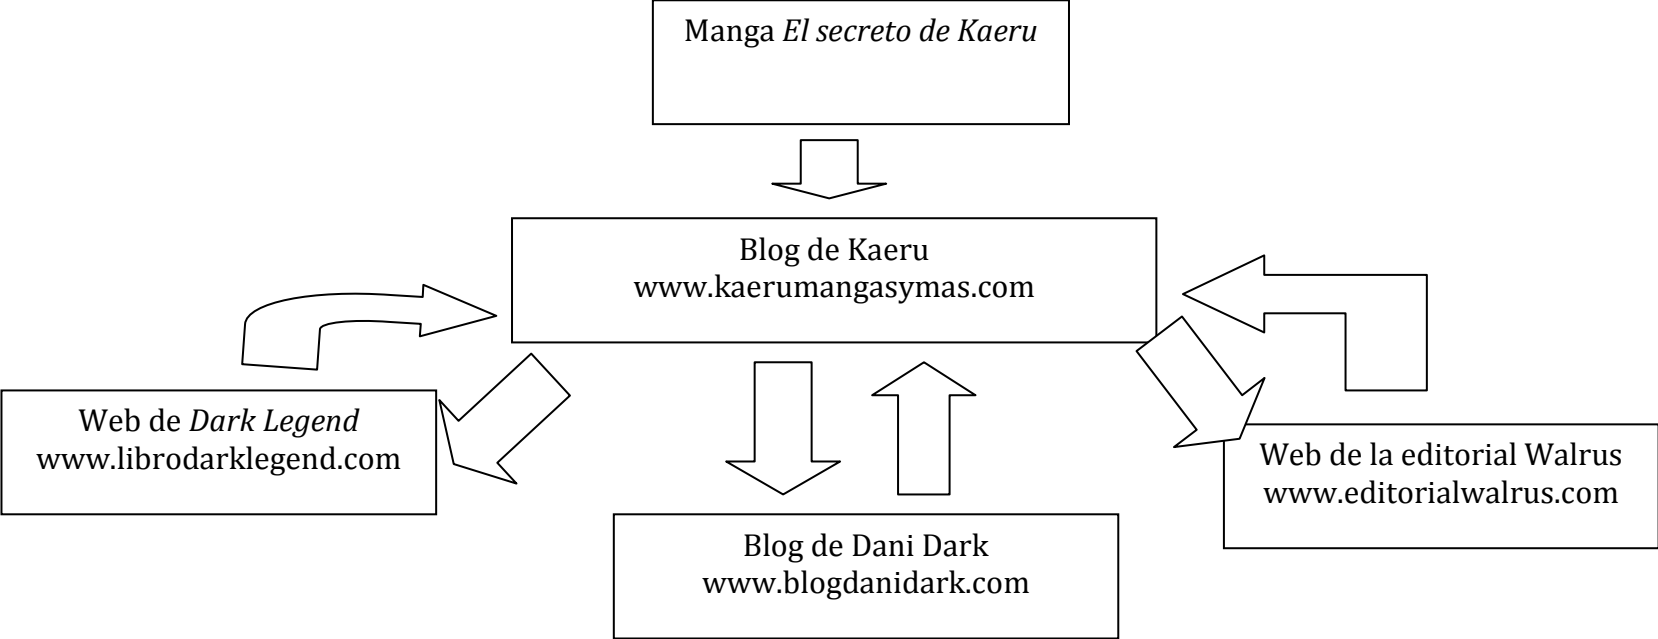 Manga El secreto de Kaeru
Blog de Kaeru
www.kaerumangasymas.com
Web de Dark Legend
www.librodarklegend.com
Web de la editorial Walrus
www.editorialwalrus.com
Blog de Dani Dark
www.blogdanidark.com